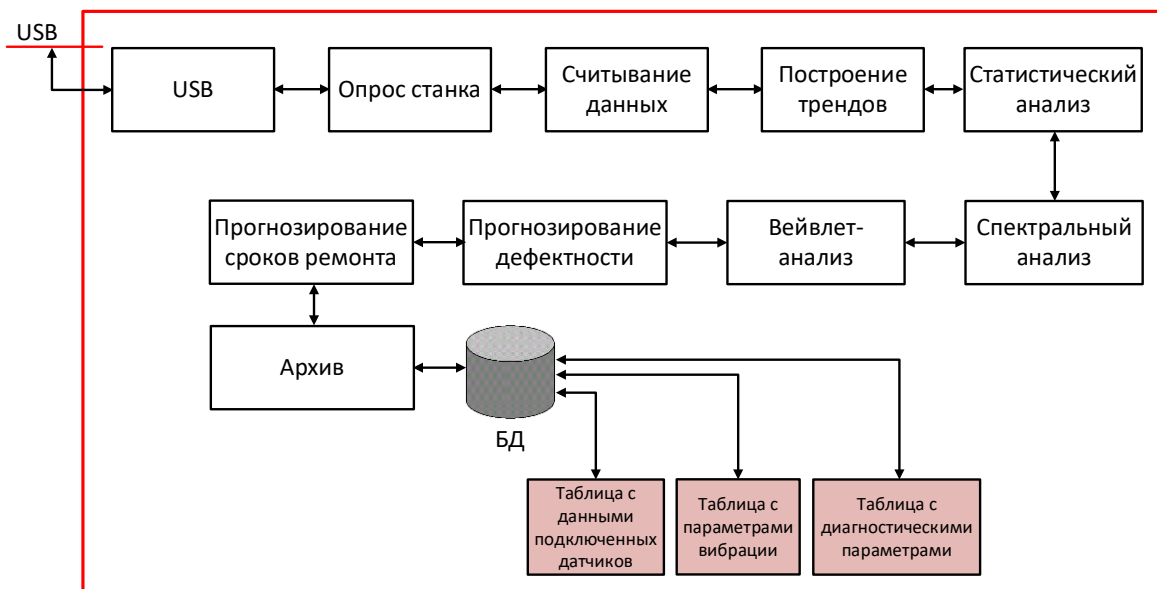 USB
USB
Опрос станка
Считывание
данных
Построение
трендов
Статистический
анализ
Прогнозирование
сроков ремонта
Прогнозирование
дефектности
Вейвлет-
анализ
Спектральный
анализ
Архив
БД
Таблица с
данными
подключенных
датчиков
Таблица с
параметрами
вибрации
Таблица с
диагностическими
параметрами